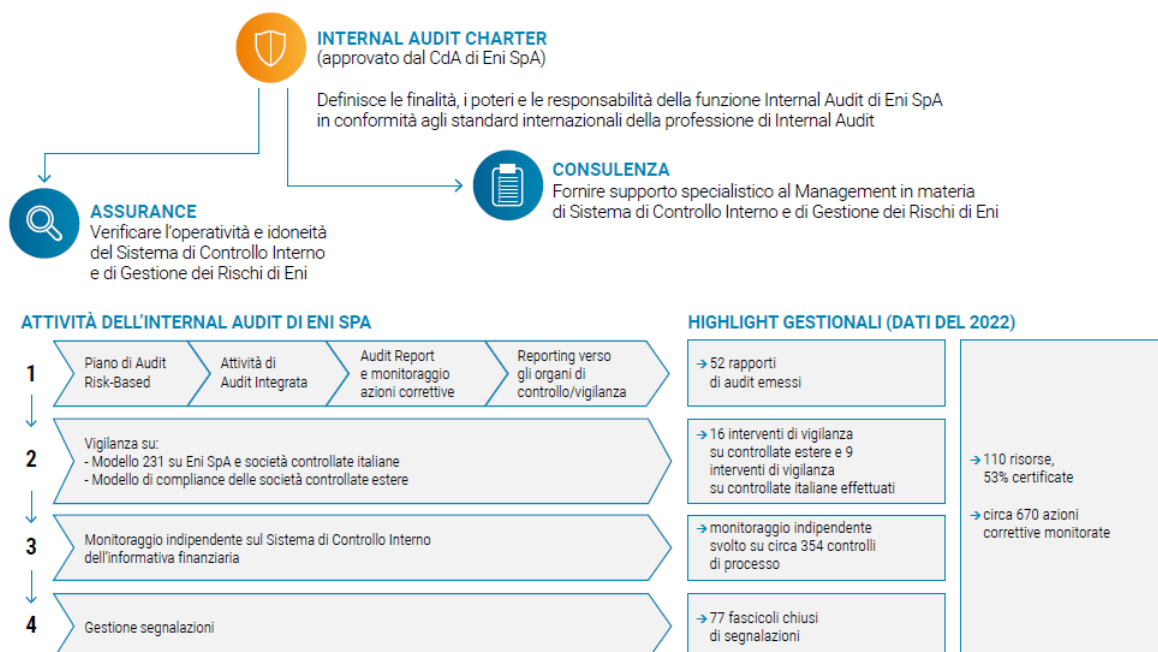 INTERNAL AUDIT CHARTER
(approvato dal CdA di Eni SpA)
Definisce le finalità, i poteri e le responsabilità della funzione Internal Audit di Eni SpA
in conformità agli standard internazionali della professione di Internal Audit
CONSULENZA
Fornire supporto specialistico al Management in materia
di Sistema di Controllo Interno e di Gestione dei Rischi di Eni
ASSURANCE
Verificare l'operatività e idoneità
del Sistema di Controllo Interno
e di Gestione dei Rischi di Eni
ATTIVITÀ DELL'INTERNAL AUDIT DI ENI SPA
1
Piano di Audit
Risk-Based
Attività di
Audit Integrata
Audit Report
e monitoraggio
azioni correttive
Reporting verso
gli organi di
controllo/vigilanza
2
Vigilanza su:
- Modello 231 su Eni SpA e società controllate italiane
- Modello di compliance delle società controllate estere
3
Monitoraggio indipendente sul Sistema di Controllo Interno
dell'informativa finanziaria
4
Gestione segnalazioni
HIGHLIGHT GESTIONALI (DATI DEL 2022)
→ 52 rapporti
di audit emessi
→ 16 interventi di vigilanza
su controllate estere e 9
interventi di vigilanza
su controllate italiane effettuati
→ monitoraggio indipendente
svolto su circa 354 controlli
di processo
→ 77 fascicoli chiusi
di segnalazioni
→ 110 risorse,
53% certificate
→ circa 670 azioni
correttive monitorate